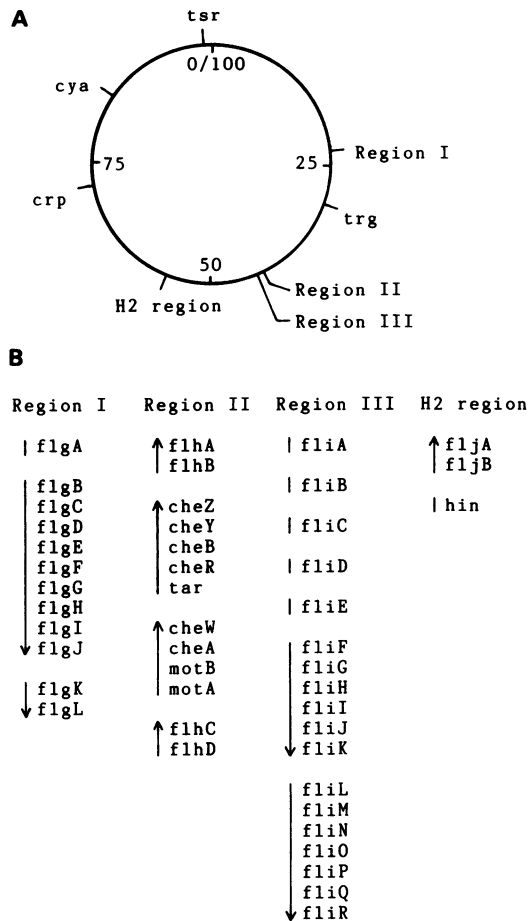 A
tsr
0/100
cya
Region I
75
25
crp
trg
50
Region II
H2 region
Region III
B
Region I
flgA
flgB
flgC
flgD
flgE
flgF
flgG
flgH
flgI
flgJ
flgK
flgL
Region II
flhA
flhB
cheZ
cheY
cheB
cheR
tar
cheW
cheA
motB
motA
flhC
flhD
Region III
fliA
fliB
fliC
fliD
fliE
fliF
fliG
fliH
fliI
fliJ
fliK
fliL
fliM
fliN
fliO
fliP
fliQ
fliR
H2 region
fljA
fljB
hin